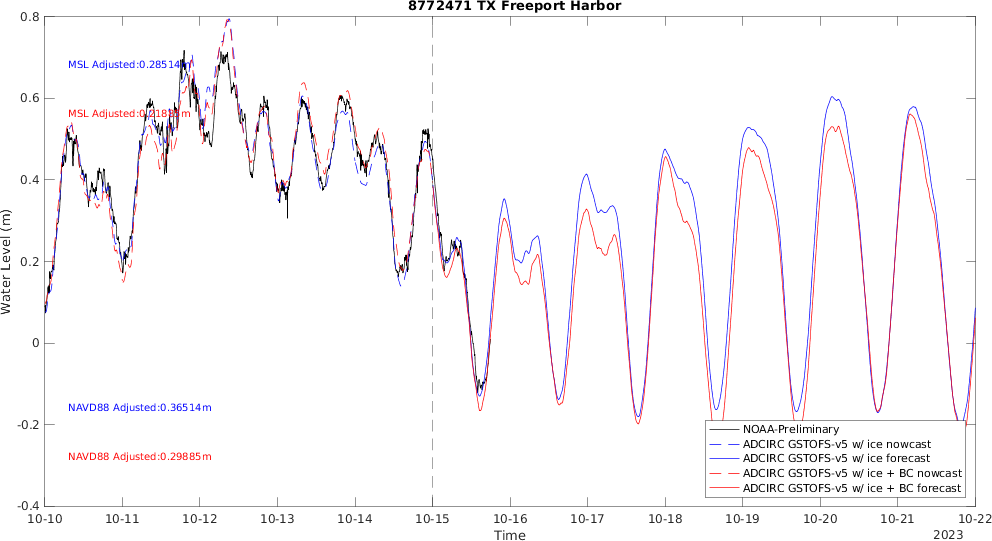 8772471 TX Freeport Harbor
Water Level (m)
0.8
0.6
0.4
0.2
0
-0.2
-0.4
MSL Adjusted:0.28514
MSL Adjusted:
NAVD88 Adjusted:0.36514m
NAVD88 Adjusted:0.29885m
NOAA-Preliminary
ADCIRC GSTOFS-v5 w/ ice nowcast
ADCIRC GSTOFS-v5 w/ ice forecast
ADCIRC GSTOFS-v5 w/ ice + BC nowcast
ADCIRC GSTOFS-v5 w/ ice + BC forecast
10-10 10-11 10-12 10-13 10-14 10-15 10-16 10-17 10-18 10-19 10-20 10-21 10-22
Time
2023